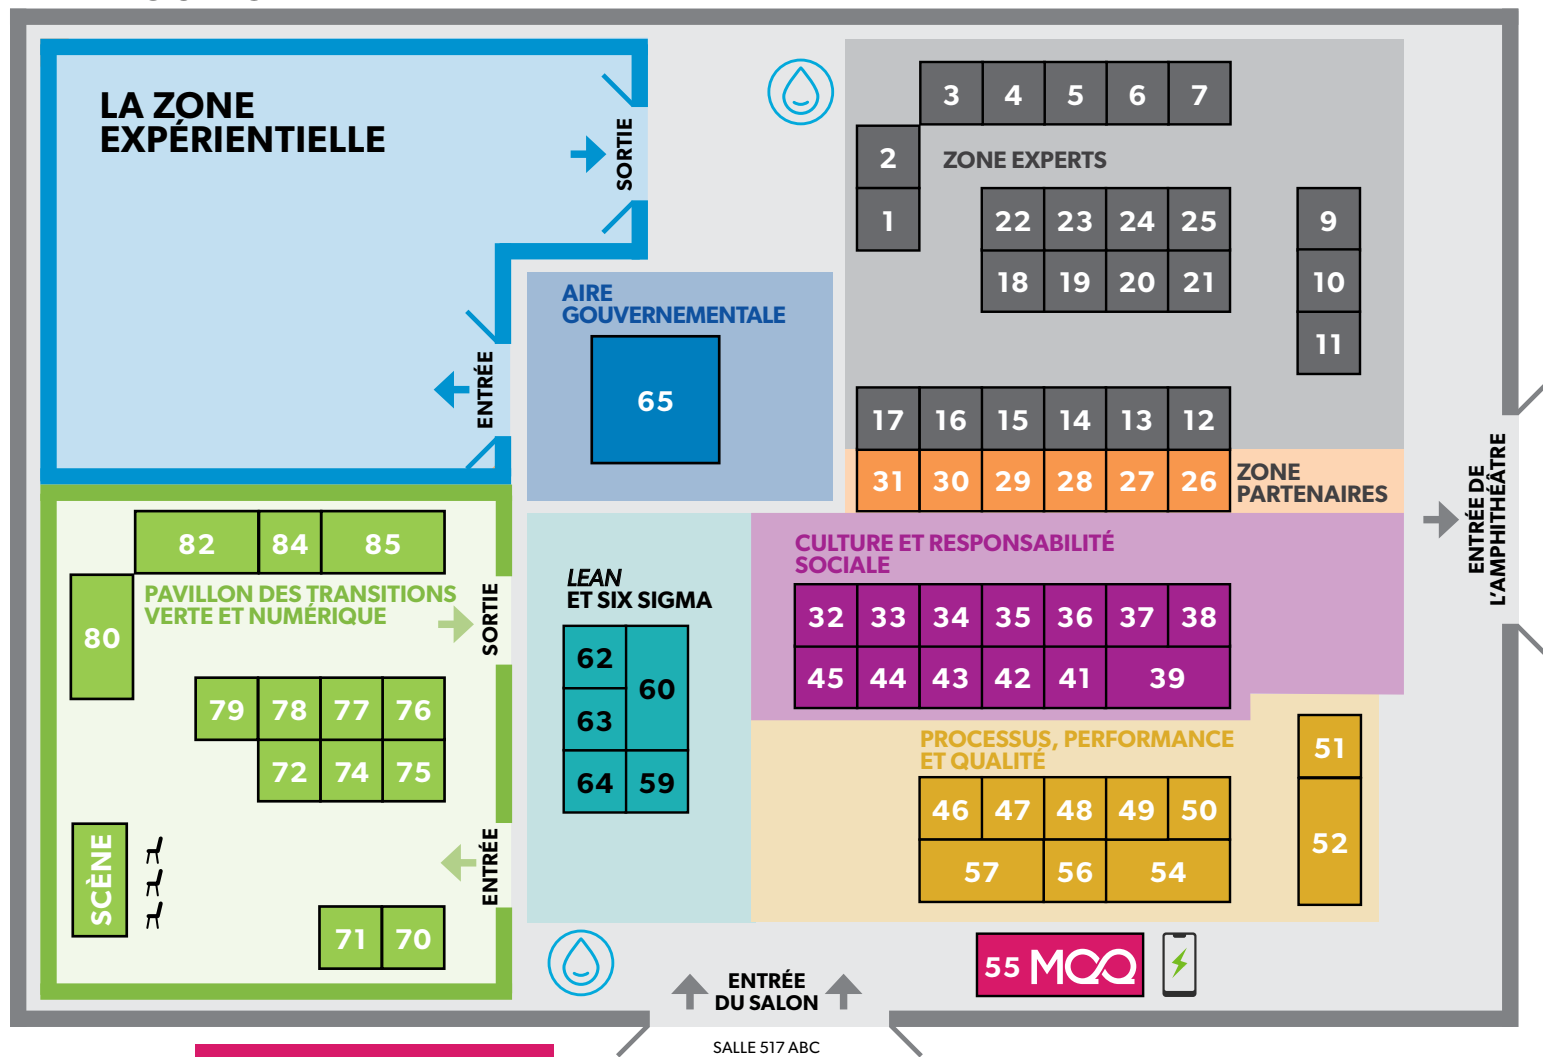 LA ZONE
EXPÉRIENTIELLE
SORTIE
ENTRÉE
3 4 5 6 7
2
ZONE EXPERTS
1
22 23 24 25
9
18 19 20 21
10
11
AIRE
GOUVERNEMENTALE
65
17 16 15 14 13 12
31 30 29 28 27 26
ZONE
PARTENAIRES
ENTRÉE DE
L'AMPHITHÉÂTRE
82 84 85
PAVILLON DES TRANSITIONS
VERTE ET NUMÉRIQUE
80
SORTIE
79 78 77 76
72 74 75
SCÈNE
ENTRÉE
71 70
LEAN
ET SIX SIGMA
62
60
63
64 59
CULTURE ET RESPONSABILITÉ
SOCIALE
32 33 34 35 36 37 38
45 44 43 42 41 39
PROCESSUS, PERFORMANCE
ET QUALITÉ
51
46 47 48 49 50
52
57 56 54
55 MQQ
ENTRÉE
DU SALON
SALLE 517 ABC